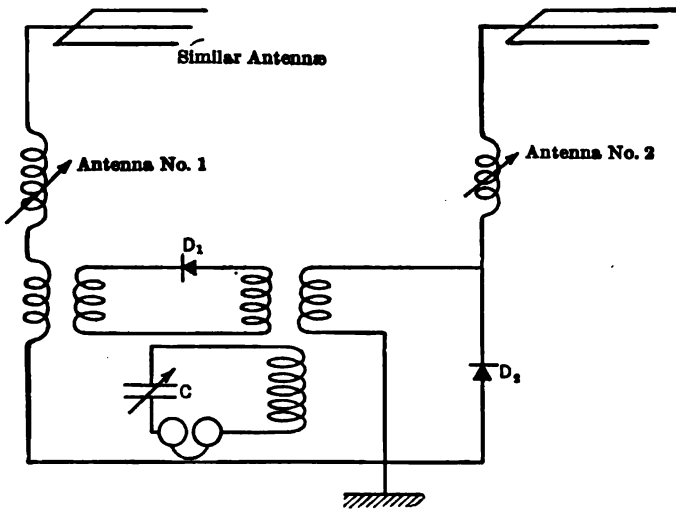 Similar Antennæ
Antenna No. 1
Antenna No. 2
D₁
D₂
C